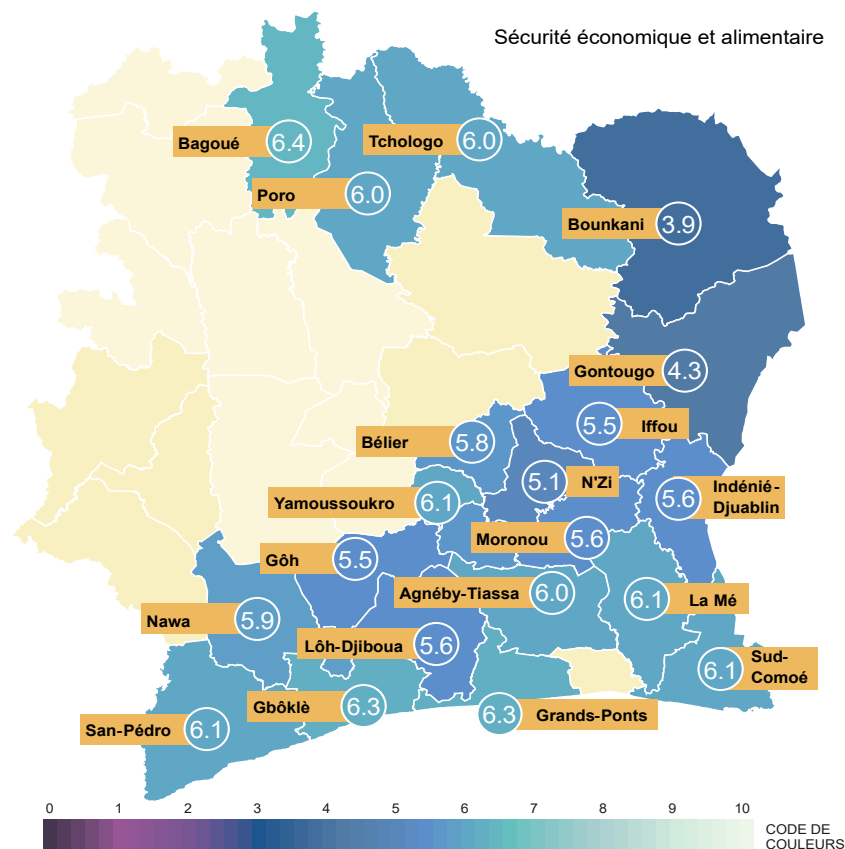 Sécurité économique et alimentaire
Bagoué 6.4
Tchologo 6.0
Poro 6.0
Bounkani 3.9
Gontougo 4.3
5.5 Iffou
Bélier 5.8
5.1 N'Zi
Yamoussoukro 6.1
5.6 Indénié-
Djuablin
Moronou 5.6
Gôh 5.5
Agnéby-Tiassa 6.0
6.1 La Mé
Nawa 5.9
Lôh-Djiboua 5.6
6.1 Sud-
Comoé
Gbôklè 6.3
6.3 Grands-Ponts
San-Pédro 6.1
0 1 2 3 4 5 6 7 8 9 10
CODE DE
COULEURS